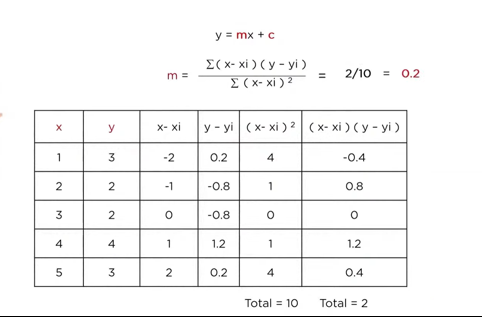 y = mx + c
∑( x- xi ) ( y – yi )
m = = 2/10 = 0.2
∑ ( x- xi ) 2
x y x- xi y – yi ( x- xi ) 2 ( x- xi ) ( y – yi )
1 3 -2 0.2 4 -0.4
2 2 -1 -0.8 1 0.8
3 2 0 -0.8 0 0
4 4 1 1.2 1 1.2
5 3 2 0.2 4 0.4
Total = 10 Total = 2